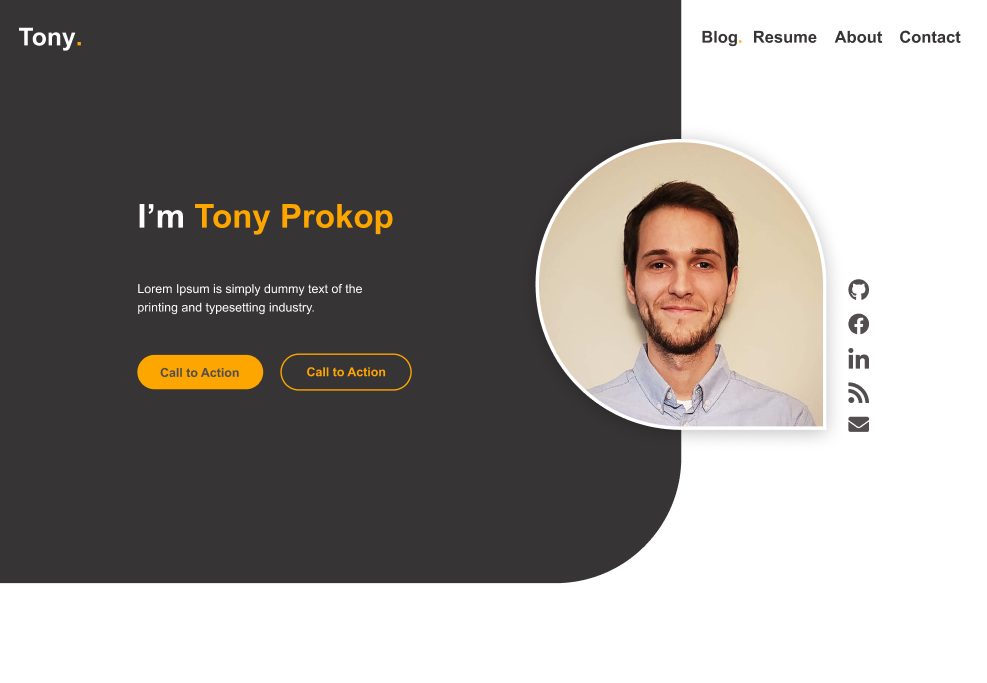 Tony.
Blog. Resume About Contact
I’m Tony Prokop
Lorem Ipsum is simply dummy text of the
printing and typesetting industry.
Call to Action Call to Action
in